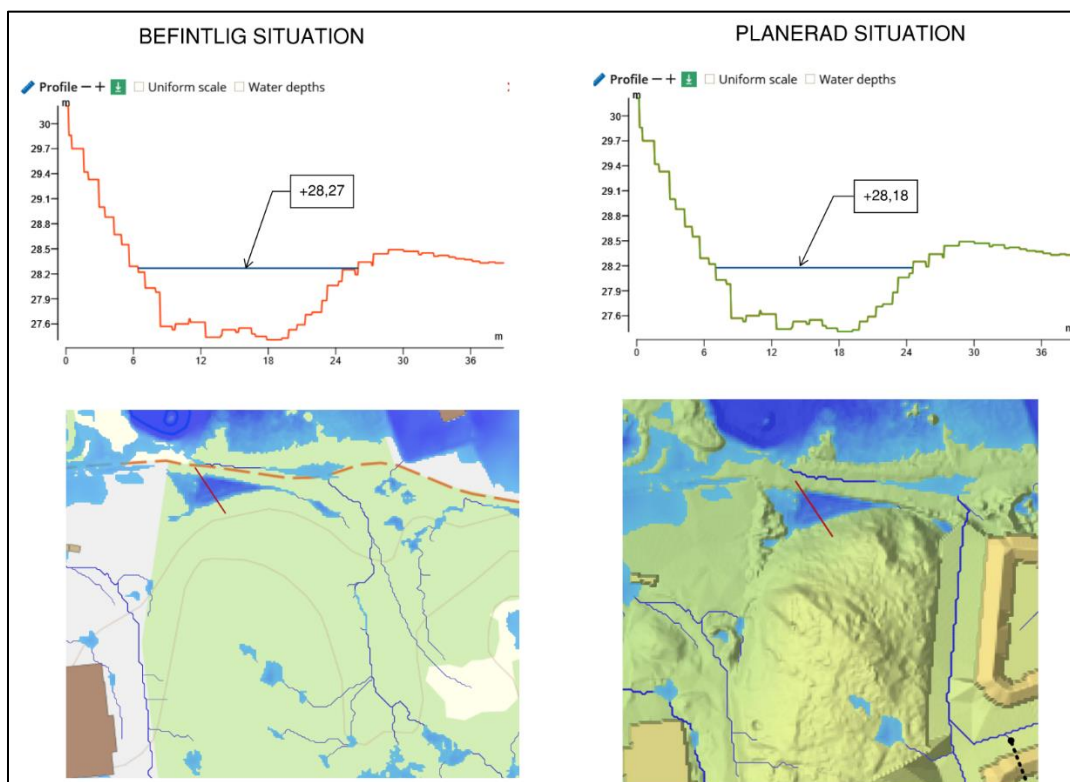 BEFINTLIG SITUATION
PLANERAD SITUATION
Profile − + Uniform scale Water depths
m
30
29.7
29.4
29.1
28.8
28.5
28.2
27.9
27.6
+28,27
0 6 12 18 24 30 36
m
Profile − + Uniform scale Water depths
m
30
29.7
29.4
29.1
28.8
28.5
28.2
27.9
27.6
+28,18
0 6 12 18 24 30 36
m